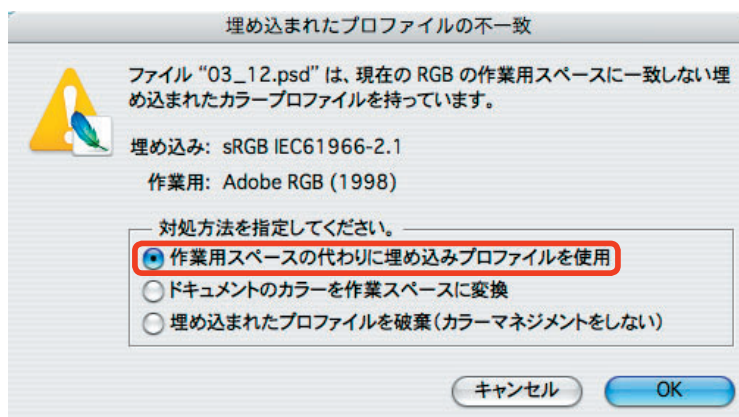 埋め込まれたプロファイルの不一致
ファイル “03_12.psd” は、現在の RGB の作業用スペースに一致しない埋
め込まれたカラープロファイルを持っています。
埋め込み: sRGB IEC61966-2.1
作業用: Adobe RGB (1998)
対処方法を指定してください。
作業用スペースの代わりに埋め込みプロファイルを使用
ドキュメントのカラーを作業スペースに変換
埋め込まれたプロファイルを破棄(カラーマネジメントをしない)
キャンセル OK